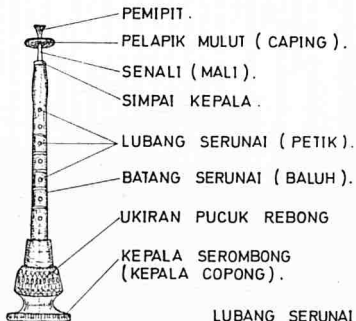 PEMIPIT.
PELAPIK MULUT (CAPING).
SENALI (MALI).
SIMPAI KEPALA.
LUBANG SERUNAI (PETIK).
BATANG SERUNAI (BALUH).
UKIRAN PUCUK REBONG
KEPALA SEROMBONG
(KEPALA COPONG).
LUBANG SERUNAI